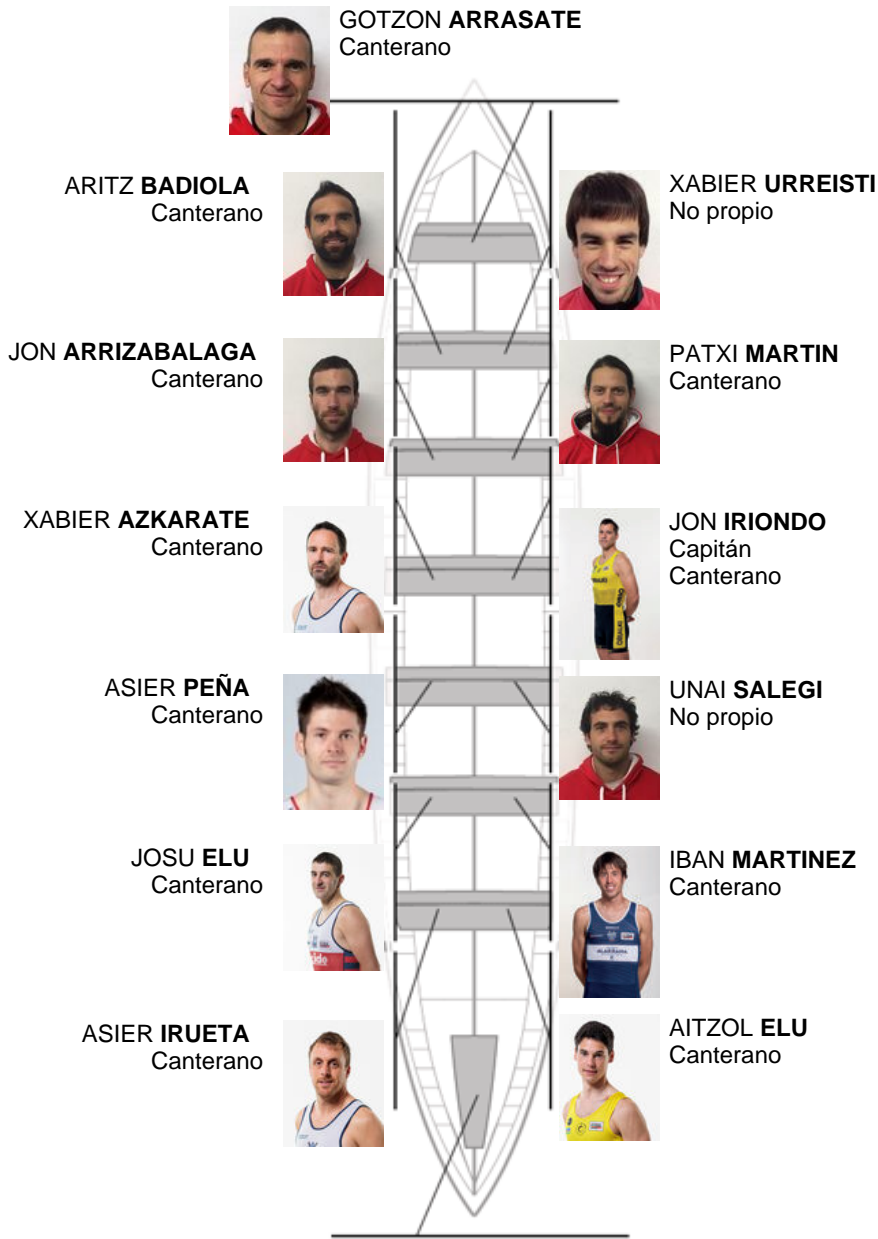 GOTZON ARRASATE
Canterano
ARITZ BADIOLA
Canterano
XABIER URREISTI
No propio
JON ARRIZABALAGA
Canterano
PATXI MARTIN
Canterano
XABIER AZKARATE
Canterano
JON IRIONDO
Capitán
Canterano
ASIER PEÑA
Canterano
UNAI SALEGI
No propio
JOSU ELU
Canterano
IBAN MARTINEZ
Canterano
ASIER IRUETA
Canterano
AITZOL ELU
Canterano